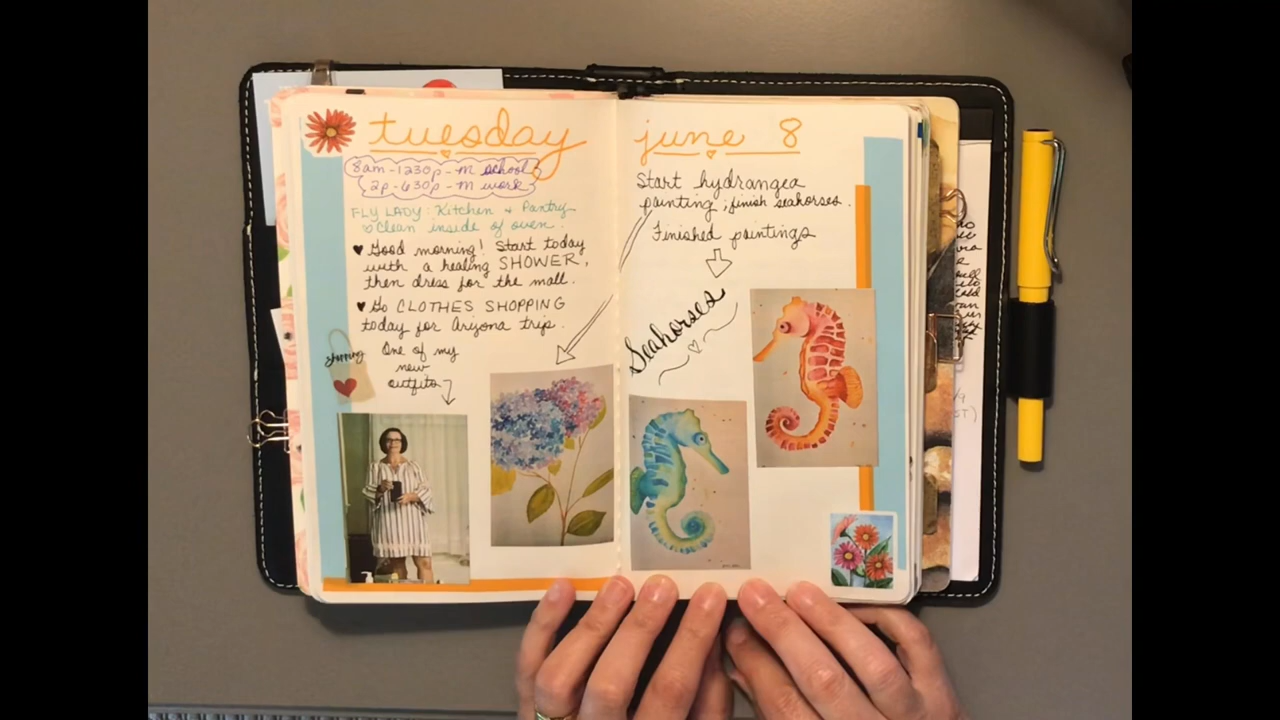 tuesday
8am-1230p-M school
2p-630p-M work
FLY LADY: Kitchen + Pantry
Clean inside of oven.
♥ Good morning! Start today
with a healing SHOWER,
then dress for the mall.
♥ Go CLOTHES SHOPPING
today for Arizona trip.
shopping
One of my
new
outfits
june 8
Start hydrangea
painting; finish seahorses.
Finished paintings
Seahorses